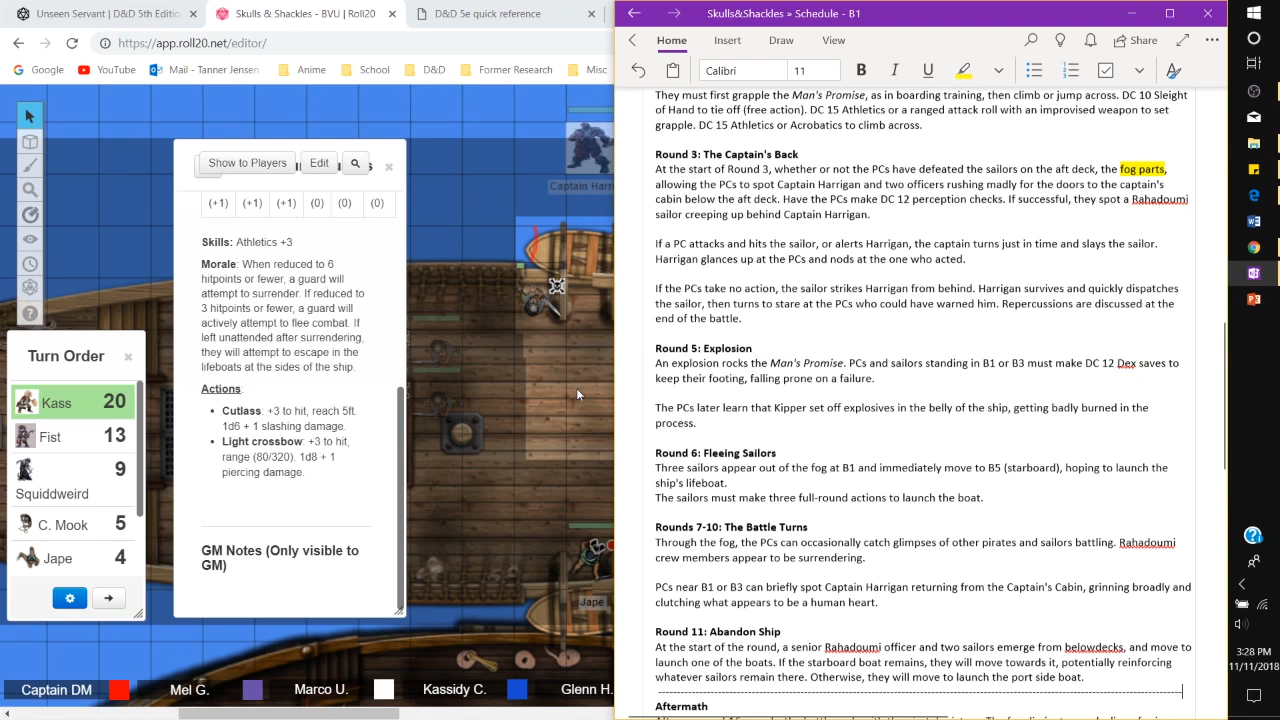 Unearthed Arcana | D&D 5th Edition
Skulls & Shackles - BVU | Roll20
D&D 5e quick reference
https://app.roll20.net/editor/
Google
YouTube
Mail - Tanner Jensen
Anime
School
D&D
Former Research
Misc
Show to Players
Edit
(+1) (+1) (+1) (0) (0) (0)
Skills: Athletics +3
Morale: When reduced to 6
hitpoints or fewer, a guard will
attempt to surrender. If reduced to
3 hitpoints or fewer, a guard will
actively attempt to flee combat. If
left unattended after surrendering,
they will attempt to escape in the
lifeboats at the sides of the ship.
Actions:
• Cutlass: +3 to hit, reach 5ft.
1d6 + 1 slashing damage.
• Light crossbow: +3 to hit,
range (80/320). 1d8 + 1
piercing damage.
GM Notes (Only visible to
GM)
Turn Order
Kass 20
Fist 13
9
Squiddweird
C. Mook 5
Jape 4
Captain Harri
Jape
Captain DM
Mel G.
Marco U.
Kassidy C.
Glenn H.
Skulls&Shackles » Schedule - B1
Home
Insert
Draw
View
Share
Calibri
11
B I U
They must first grapple the Man's Promise, as in boarding training, then climb or jump across. DC 10 Sleight
of Hand to tie off (free action). DC 15 Athletics or a ranged attack roll with an improvised weapon to set
grapple. DC 15 Athletics or Acrobatics to climb across.
Round 3: The Captain's Back
At the start of Round 3, whether or not the PCs have defeated the sailors on the aft deck, the fog parts,
allowing the PCs to spot Captain Harrigan and two officers rushing madly for the doors to the captain's
cabin below the aft deck. Have the PCs make DC 12 perception checks. If successful, they spot a Rahadoumi
sailor creeping up behind Captain Harrigan.
If a PC attacks and hits the sailor, or alerts Harrigan, the captain turns just in time and slays the sailor.
Harrigan glances up at the PCs and nods at the one who acted.
If the PCs take no action, the sailor strikes Harrigan from behind. Harrigan survives and quickly dispatches
the sailor, then turns to stare at the PCs who could have warned him. Repercussions are discussed at the
end of the battle.
Round 5: Explosion
An explosion rocks the Man's Promise. PCs and sailors standing in B1 or B3 must make DC 12 Dex saves to
keep their footing, falling prone on a failure.
The PCs later learn that Kipper set off explosives in the belly of the ship, getting badly burned in the
process.
Round 6: Fleeing Sailors
Three sailors appear out of the fog at B1 and immediately move to B5 (starboard), hoping to launch the
ship's lifeboat.
The sailors must make three full-round actions to launch the boat.
Rounds 7-10: The Battle Turns
Through the fog, the PCs can occasionally catch glimpses of other pirates and sailors battling. Rahadoumi
crew members appear to be surrendering.
PCs near B1 or B3 can briefly spot Captain Harrigan returning from the Captain's Cabin, grinning broadly and
clutching what appears to be a human heart.
Round 11: Abandon Ship
At the start of the round, a senior Rahadoumi officer and two sailors emerge from belowdecks, and move to
launch one of the boats. If the starboard boat remains, they will move towards it, potentially reinforcing
whatever sailors remain there. Otherwise, they will move to launch the port side boat.
Aftermath
3:28 PM
11/11/2018